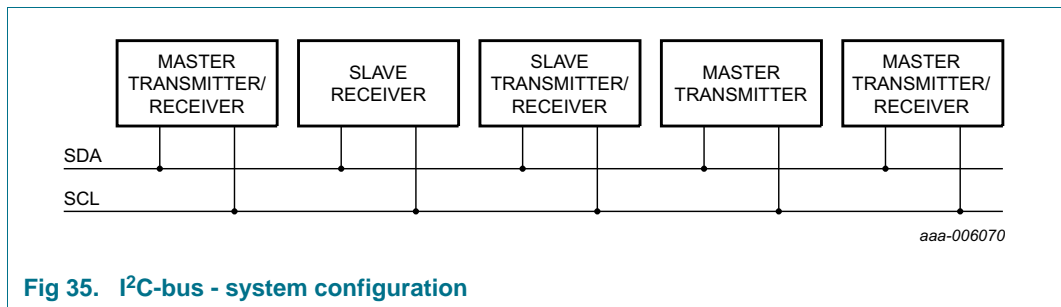 MASTER
TRANSMITTER/
RECEIVER
SLAVE
RECEIVER
SLAVE
TRANSMITTER/
RECEIVER
MASTER
TRANSMITTER
MASTER
TRANSMITTER/
RECEIVER
SDA
SCL
aaa-006070
Fig 35. I²C-bus - system configuration